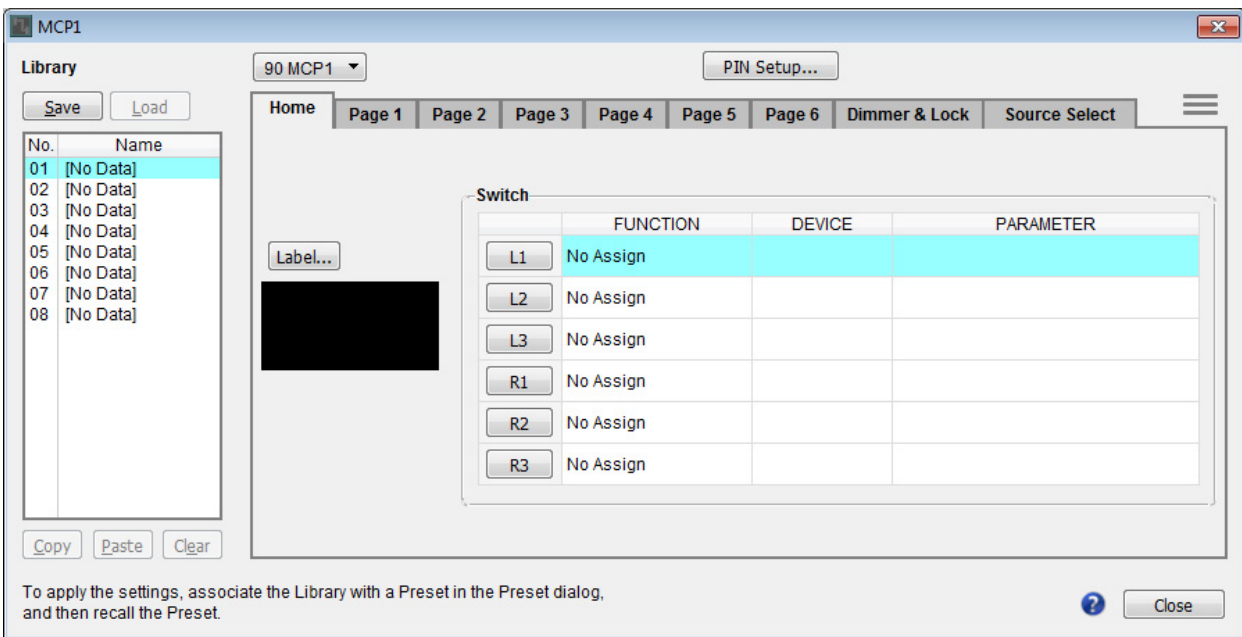 MCP1
Library
90 MCP1
PIN Setup...
Save Load
Home Page 1 Page 2 Page 3 Page 4 Page 5 Page 6 Dimmer & Lock Source Select
No. Name
01 [No Data]
02 [No Data]
03 [No Data]
04 [No Data]
05 [No Data]
06 [No Data]
07 [No Data]
08 [No Data]
Label...
Switch
FUNCTION DEVICE PARAMETER
L1 No Assign
L2 No Assign
L3 No Assign
R1 No Assign
R2 No Assign
R3 No Assign
Copy Paste Clear
To apply the settings, associate the Library with a Preset in the Preset dialog,
and then recall the Preset.
? Close